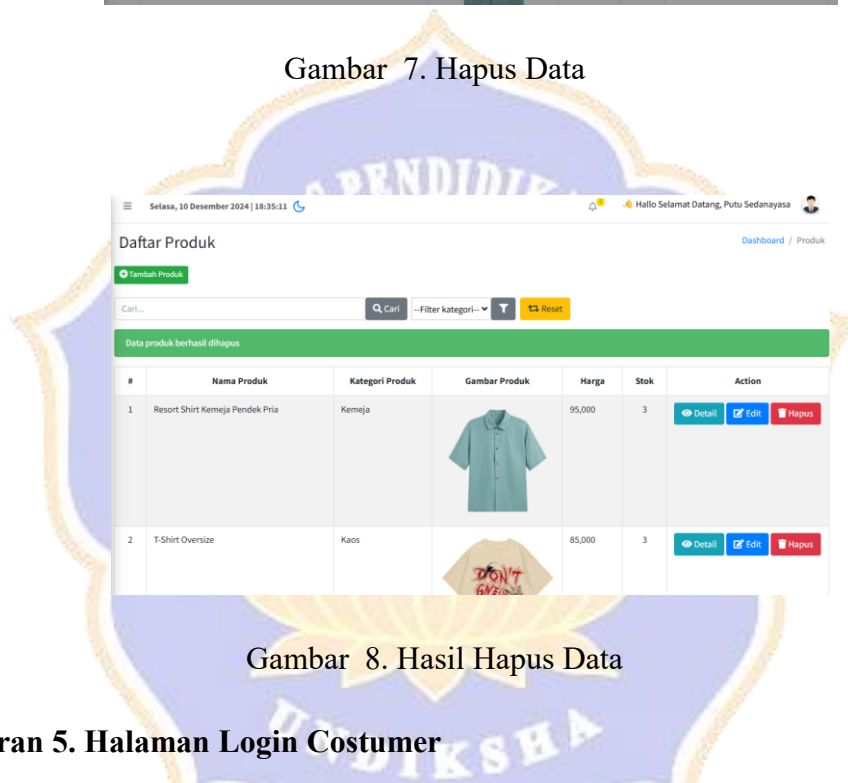 Gambar 7. Hapus Data
PENDIDIK
Selasa, 10 Desember 2024 | 18:35:11
Hallo Selamat Datang, Putu Sedanayasa
Daftar Produk
Dashboard / Produk
Tambah Produk
Cari...
Cari
--Filter kategori--
Reset
Data produk berhasil dihapus
# Nama Produk Kategori Produk Gambar Produk Harga Stok Action
1 Resort Shirt Kemeja Pendek Pria Kemeja 95,000 3 Detail Edit Hapus
2 T-Shirt Oversize Kaos 85,000 3 Detail Edit Hapus
DON'T
Gambar 8. Hasil Hapus Data
ran 5. Halaman Login Costumer
UNDIKSHA